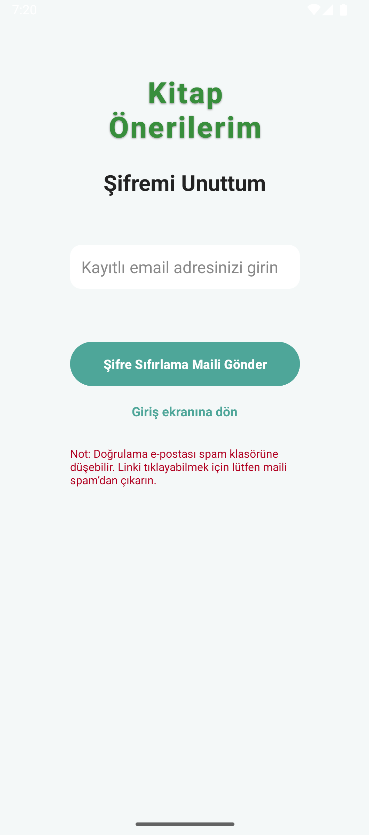 7:20
Kitap
Önerilerim
Şifremi Unuttum
Kayıtlı email adresinizi girin
Şifre Sıfırlama Maili Gönder
Giriş ekranına dön
Not: Doğrulama e-postası spam klasörüne
düşebilir. Linki tıklayabilmek için lütfen maili
spam'dan çıkarın.